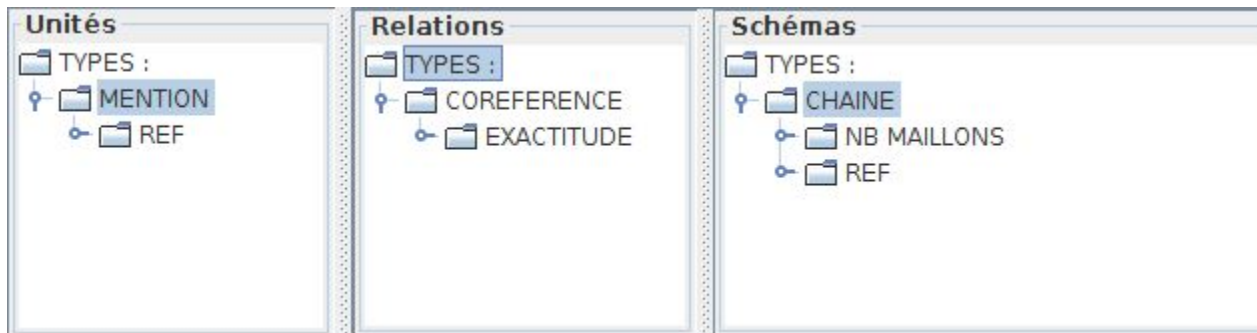 Unités
TYPES :
MENTION
REF
Relations
TYPES :
COREFERENCE
EXACTITUDE
Schémas
TYPES :
CHAINE
NB MAILLONS
REF